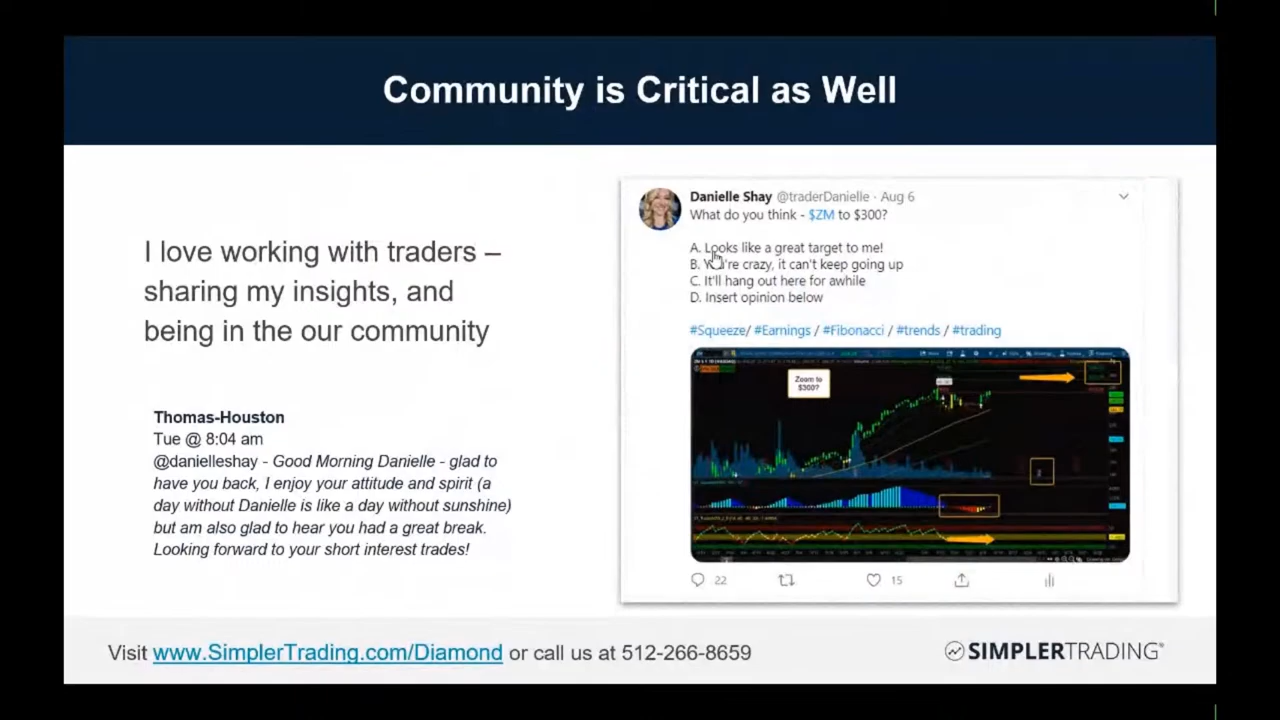 Community is Critical as Well
I love working with traders –
sharing my insights, and
being in the our community
Thomas-Houston
Tue @ 8:04 am
@danielleshay - Good Morning Danielle - glad to
have you back, I enjoy your attitude and spirit (a
day without Danielle is like a day without sunshine)
but am also glad to hear you had a great break.
Looking forward to your short interest trades!
Danielle Shay @traderDanielle · Aug 6
What do you think - $ZM to $300?
A. Looks like a great target to me!
B. You're crazy, it can't keep going up
C. It'll hang out here for awhile
D. Insert opinion below
#Squeeze/ #Earnings / #Fibonacci / #trends / #trading
Zoom to
$300?
22
15
Visit www.SimplerTrading.com/Diamond or call us at 512-266-8659
SIMPLERTRADING®